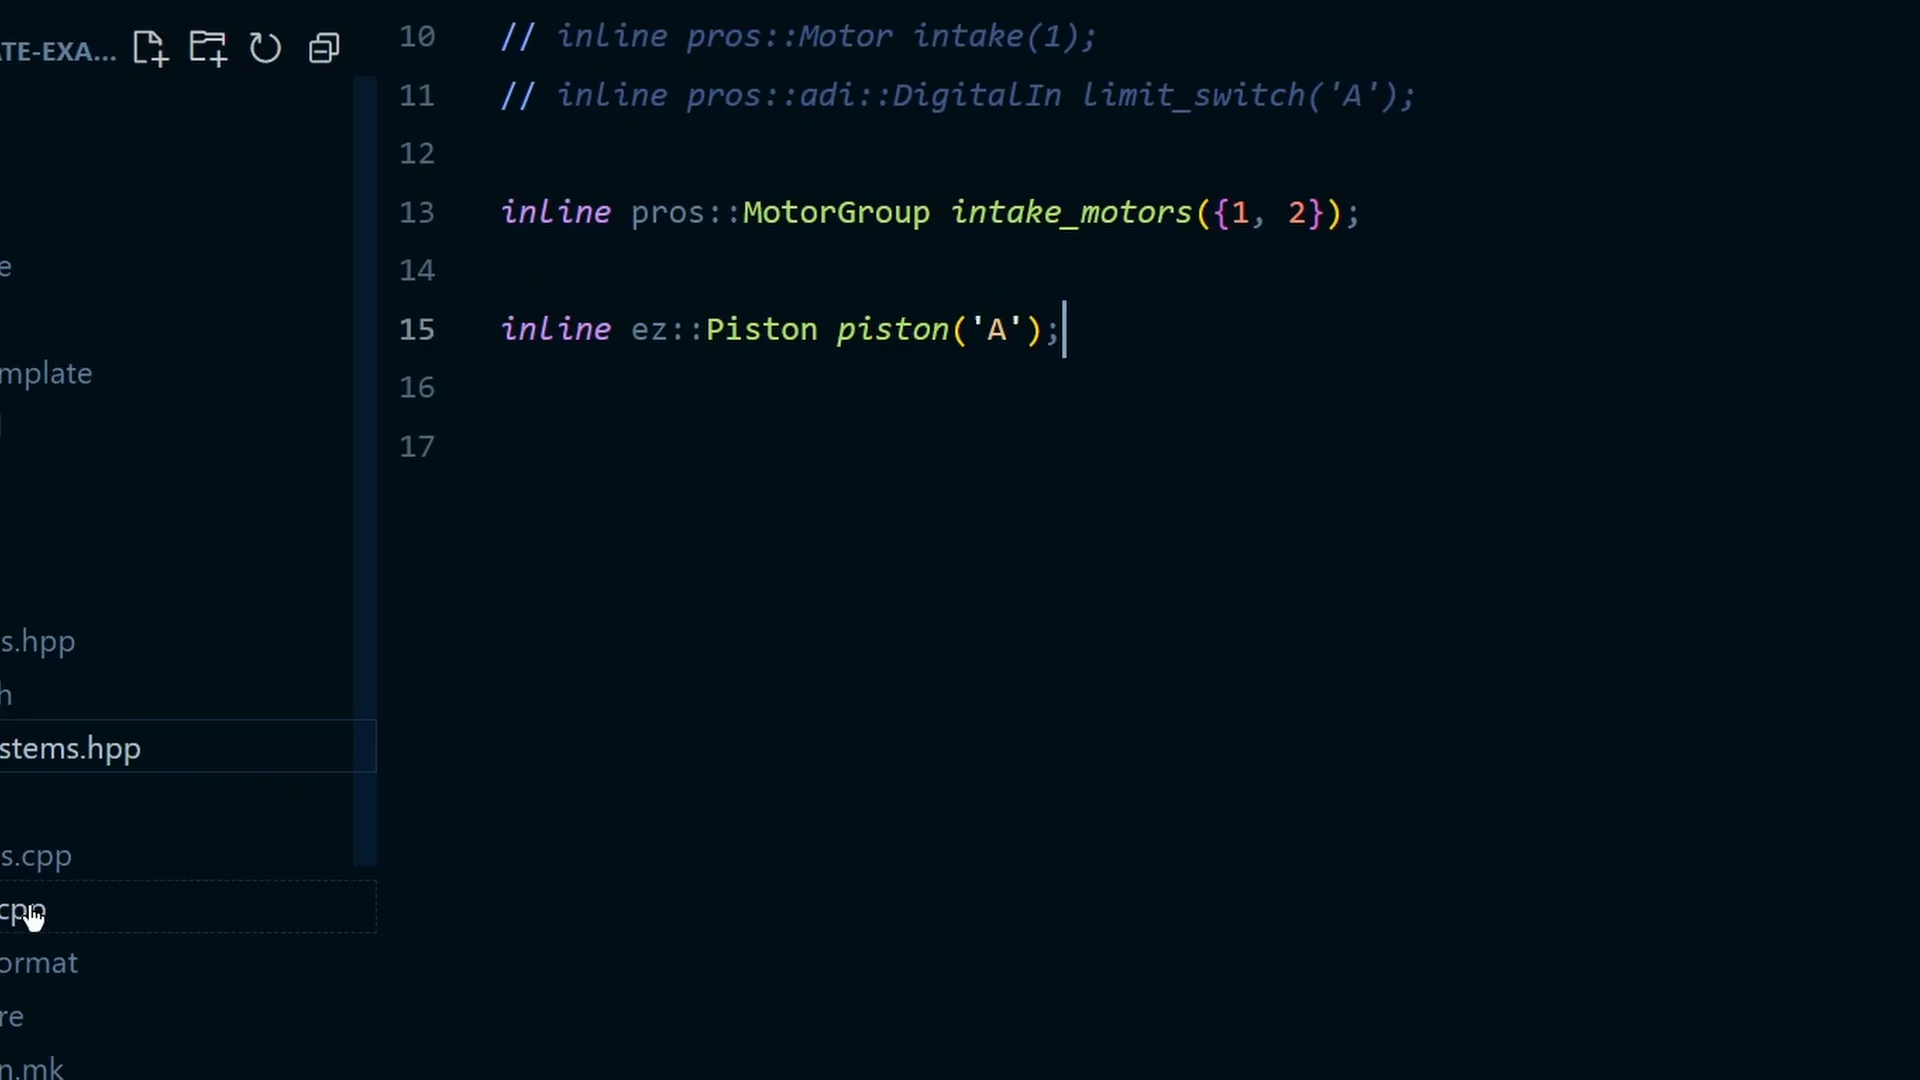 TE-EXA...
e
mplate
s.hpp
h
stems.hpp
s.cpp
cpp
ormat
re
n.mk
10 // inline pros::Motor intake(1);
11 // inline pros::adi::DigitalIn limit_switch('A');
12
13 inline pros::MotorGroup intake_motors({1, 2});
14
15 inline ez::Piston piston('A');
16
17